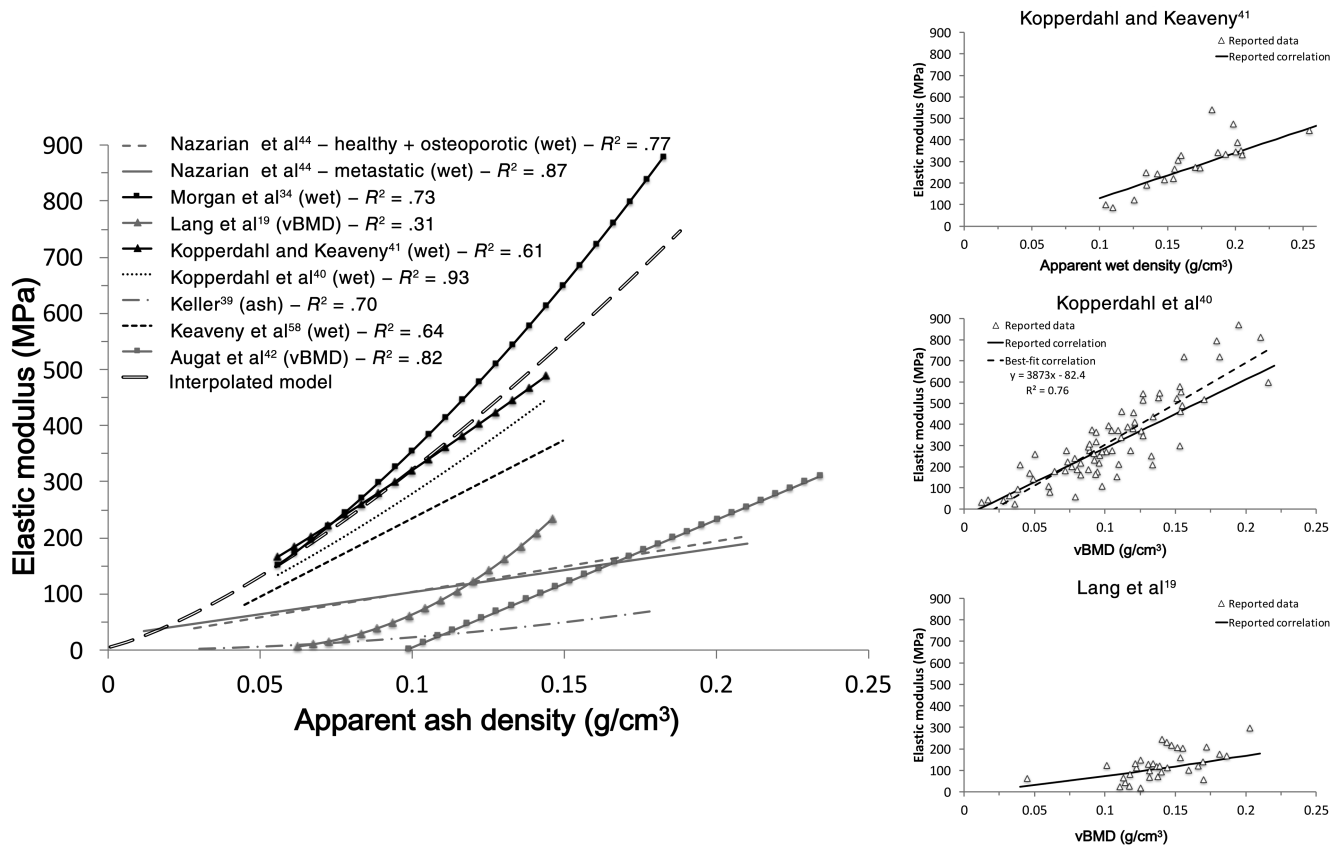 Nazarian et al44 – healthy + osteoporotic (wet) – R2 = .77
Nazarian et al44 – metastatic (wet) – R2 = .87
Morgan et al34 (wet) – R2 = .73
Lang et al19 (vBMD) – R2 = .31
Kopperdahl and Keaveny41 (wet) – R2 = .61
Kopperdahl et al40 (wet) – R2 = .93
Keller39 (ash) – R2 = .70
Keaveny et al58 (wet) – R2 = .64
Augat et al42 (vBMD) – R2 = .82
Interpolated model
Elastic modulus (MPa)
900
800
700
600
500
400
300
200
100
0
0 0.05 0.1 0.15 0.2 0.25
Apparent ash density (g/cm3)
Kopperdahl and Keaveny41
Reported data
Reported correlation
Elastic modulus (MPa)
900
800
700
600
500
400
300
200
100
0
0 0.05 0.1 0.15 0.2 0.25
Apparent wet density (g/cm3)
Kopperdahl et al40
Reported data
Reported correlation
Best-fit correlation
y = 3873x - 82.4
R² = 0.76
Elastic modulus (MPa)
900
800
700
600
500
400
300
200
100
0
0 0.05 0.1 0.15 0.2 0.25
vBMD (g/cm3)
Lang et al19
Reported data
Reported correlation
Elastic modulus (MPa)
900
800
700
600
500
400
300
200
100
0
0 0.05 0.1 0.15 0.2 0.25
vBMD (g/cm3)